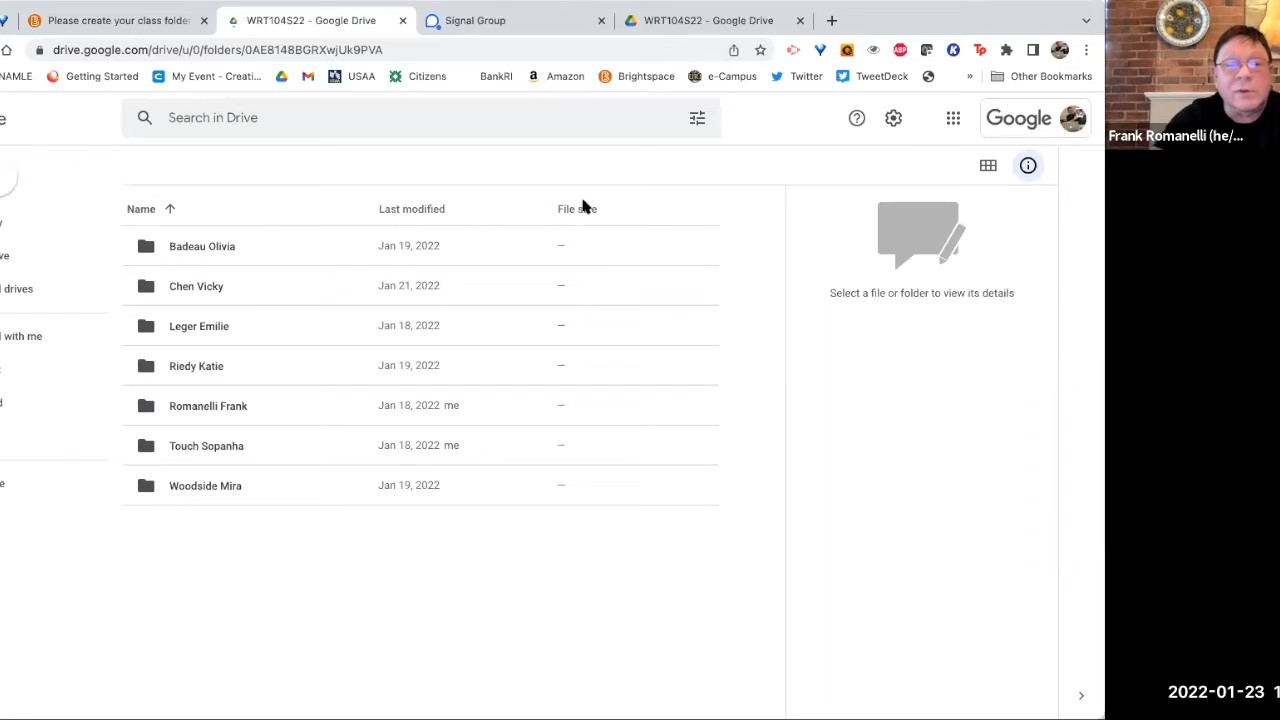 Please create your class folder
WRT104S22 - Google Drive
Signal Group
WRT104S22 - Google Drive
drive.google.com/drive/u/0/folders/0AE8148BGRXwjUk9PVA
NAMLE
Getting Started
My Event - Creati...
USAA
Citizens
BankRI
Amazon
Brightspace
e-Campus
Twitter
TweetDeck
»
Other Bookmarks
e
Search in Drive
Google
Frank Romanelli (he/...
Name
Last modified
File size
Badeau Olivia
Jan 19, 2022
–
Chen Vicky
Jan 21, 2022
–
Leger Emilie
Jan 18, 2022
–
Riedy Katie
Jan 19, 2022
–
Romanelli Frank
Jan 18, 2022 me
–
Touch Sopanha
Jan 18, 2022 me
–
Woodside Mira
Jan 19, 2022
–
ve
drives
with me
d
e
Select a file or folder to view its details
2022-01-23 1